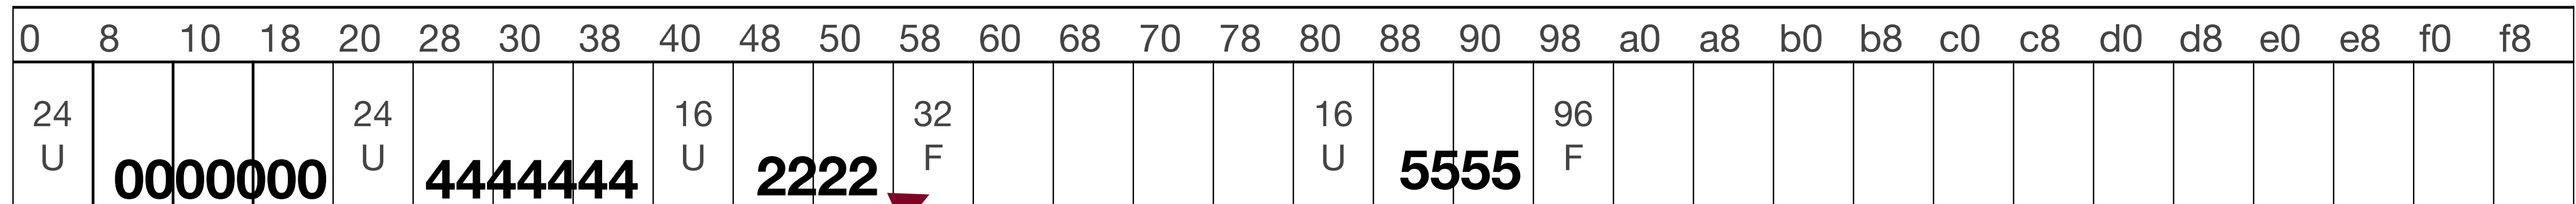 0 8 10 18 20 28 30 38 40 48 50 58 60 68 70 78 80 88 90 98 a0 a8 b0 b8 c0 c8 d0 d8 e0 e8 f0 f8
24 24 16 32 16 96
U U U F U F
0000000 4444444 2222 5555